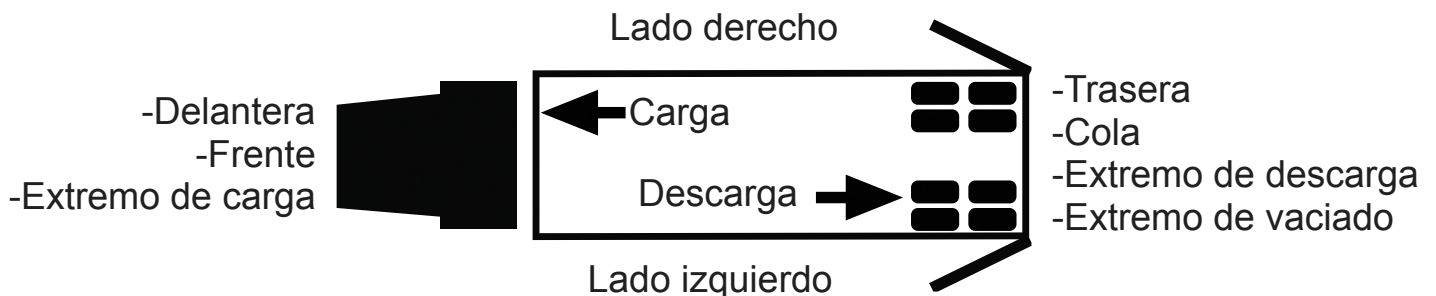 Lado derecho
-Delantera
-Frente
-Extremo de carga
Carga
Descarga
-Trasera
-Cola
-Extremo de descarga
-Extremo de vaciado
Lado izquierdo